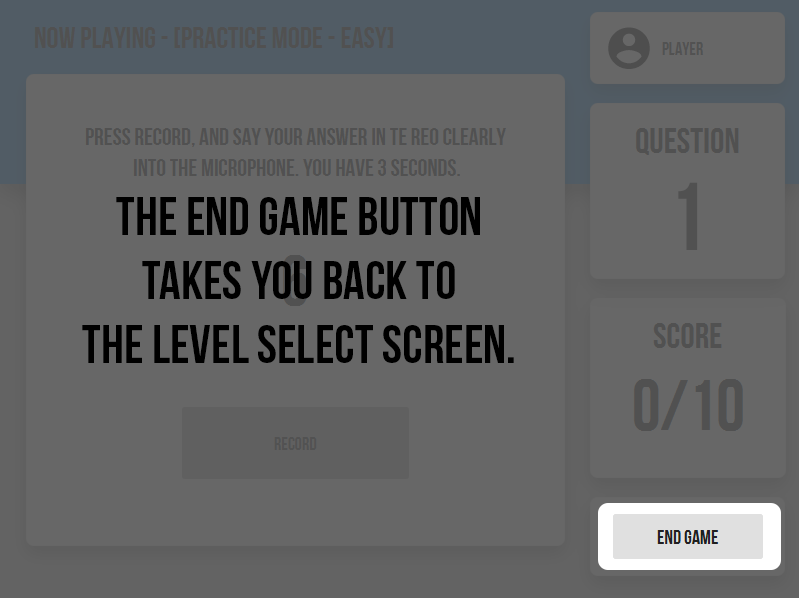 NOW PLAYING - [PRACTICE MODE - EASY]
PLAYER
PRESS RECORD, AND SAY YOUR ANSWER IN TE REO CLEARLY
INTO THE MICROPHONE. YOU HAVE 3 SECONDS.
THE END GAME BUTTON
TAKES YOU BACK TO
THE LEVEL SELECT SCREEN.
RECORD
QUESTION
1
SCORE
0/10
END GAME